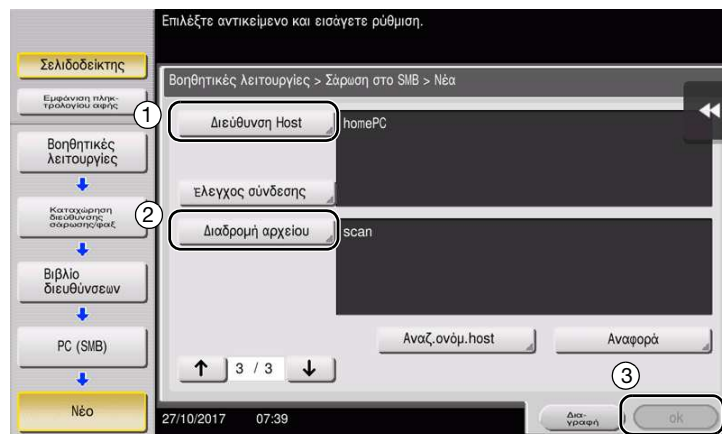 Επιλέξτε αντικείμενο και εισάγετε ρύθμιση.
Σελιδοδείκτης
Εμφάνιση πληκ-
τρολογίου αφής
Βοηθητικές
λειτουργίες
Καταχώρηση
διεύθυνσης
σάρωσης/φαξ
Βιβλίο
διευθύνσεων
PC (SMB)
Νέο
Βοηθητικές λειτουργίες > Σάρωση στο SMB > Νέα
1
Διεύθυνση Host
homePC
Έλεγχος σύνδεσης
2
Διαδρομή αρχείου
scan
Αναζ.ονόμ.host
Αναφορά
3 / 3
3
27/10/2017 07:39
Δια-
γραφή
ok